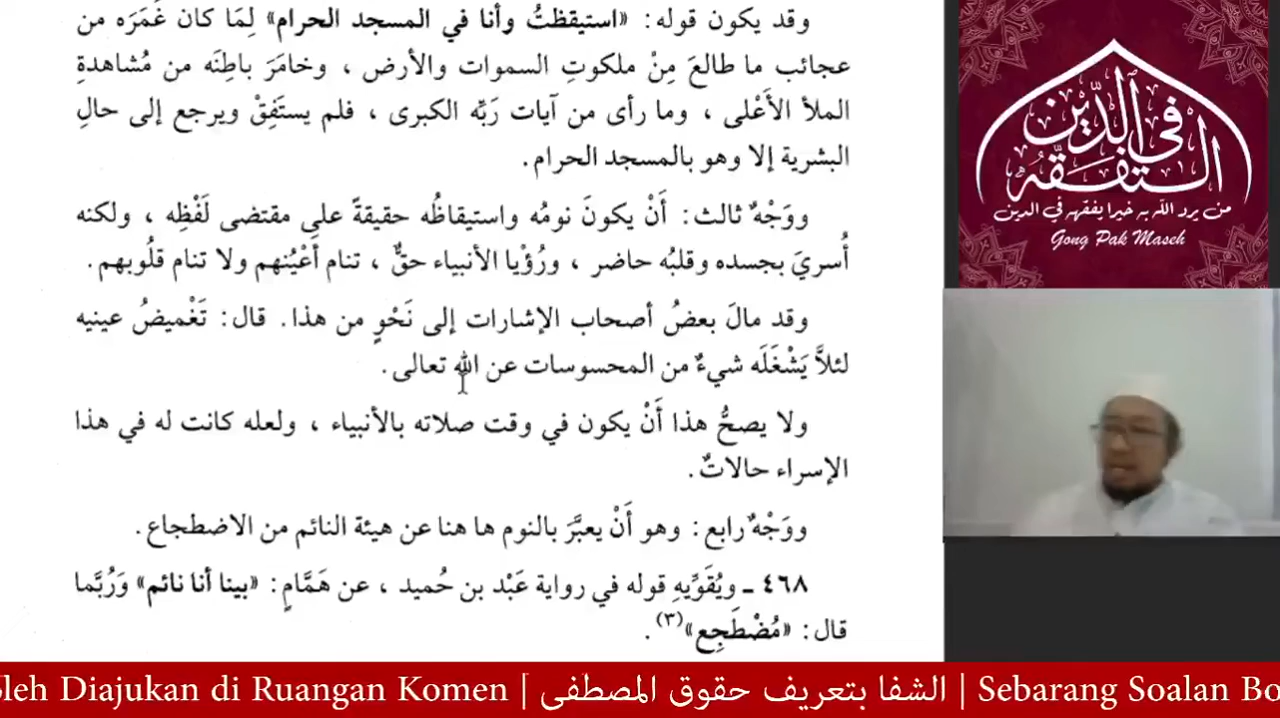 وقد يكون قوله: «استيقظتُ وأنا في المسجد الحرام» لِمَا كان غَمَرَه من
عجائب ما طالعَ مِنْ ملكوتِ السموات والأرض ، وخامَرَ باطِنَه من مُشاهدةِ
الملأ الأَعْلى ، وما رأى من آيات رَبِّه الكبرى ، فلم يستَفِقْ ويرجع إلى حالِ
البشرية إلا وهو بالمسجد الحرام.
ووَجْهٌ ثالث: أَنْ يكونَ نومُه واستيقاظُه حقيقةً على مقتضى لَفْظِه ، ولكنه
أُسريَ بجسده وقلبُه حاضر ، ورُؤْيا الأنبياء حقٌّ ، تنام أَعْيُنهم ولا تنام قلُوبهم.
وقد مالَ بعضُ أصحاب الإشارات إلى نَحْوٍ من هذا. قال: تَغْميضُ عينيه
لئلاَّ يَشْغَلَه شيءٌ من المحسوسات عن الله تعالى.
ولا يصحُّ هذا أَنْ يكون في وقت صلاته بالأنبياء ، ولعله كانت له في هذا
الإسراء حالاتٌ.
ووَجْهٌ رابع: وهو أَنْ يعبَّرَ بالنوم ها هنا عن هيئة النائم من الاضطجاع.
٤٦٨ ـ ويُقَوِّيهِ قوله في رواية عَبْد بن حُميد ، عن هَمَّامٍ: «بينا أنا نائم» وَرُبَّما
قال: «مُضْطَجِع»(٣).
في الدين
التفقه
من يرد الله به خيرا يفقهه في الدين
Gong Pak Maseh
oleh Diajukan di Ruangan Komen | الشفا بتعريف حقوق المصطفى | Sebarang Soalan Bo